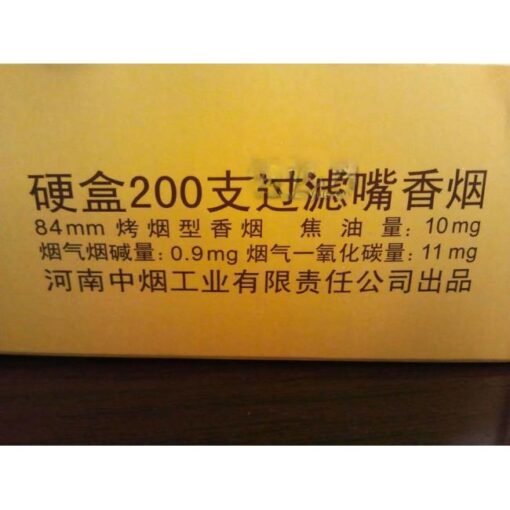 硬盒200支过滤嘴香烟
84mm 烤烟型香烟 焦油量: 10mg
烟气烟碱量: 0.9mg 烟气一氧化碳量: 11mg
河南中烟工业有限责任公司出品